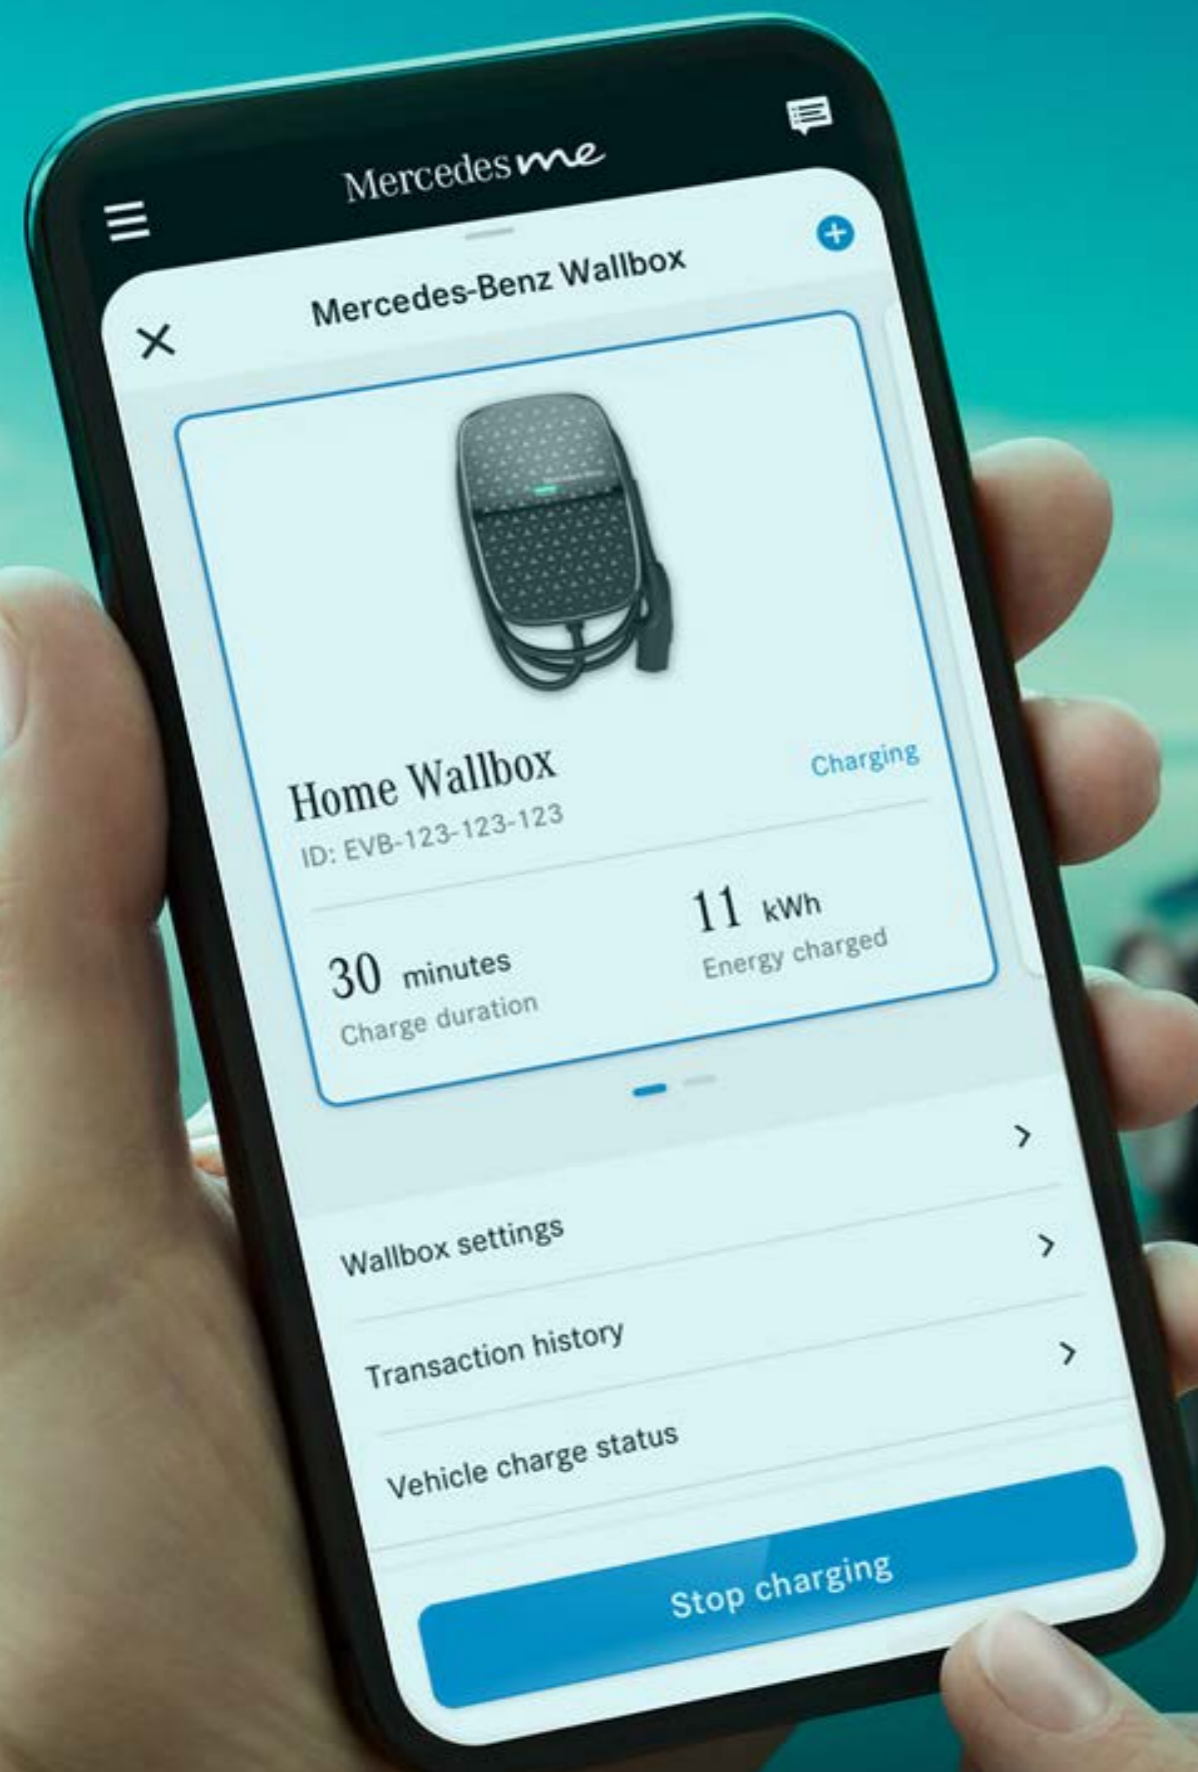 Mercedes me
Mercedes-Benz Wallbox
Home Wallbox
Charging
ID: EVB-123-123-123
30 minutes
11 kWh
Charge duration
Energy charged
Wallbox settings
Transaction history
Vehicle charge status
Stop charging